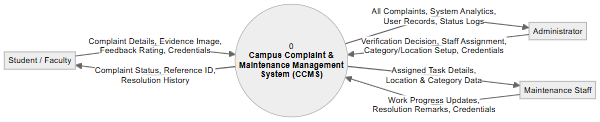 Student / Faculty
Complaint Details, Evidence Image,
Feedback Rating, Credentials
Complaint Status, Reference ID,
Resolution History
0
Campus Complaint &
Maintenance Management
System (CCMS)
All Complaints, System Analytics,
User Records, Status Logs
Verification Decision, Staff Assignment,
Category/Location Setup, Credentials
Administrator
Assigned Task Details,
Location & Category Data
Work Progress Updates,
Resolution Remarks, Credentials
Maintenance Staff